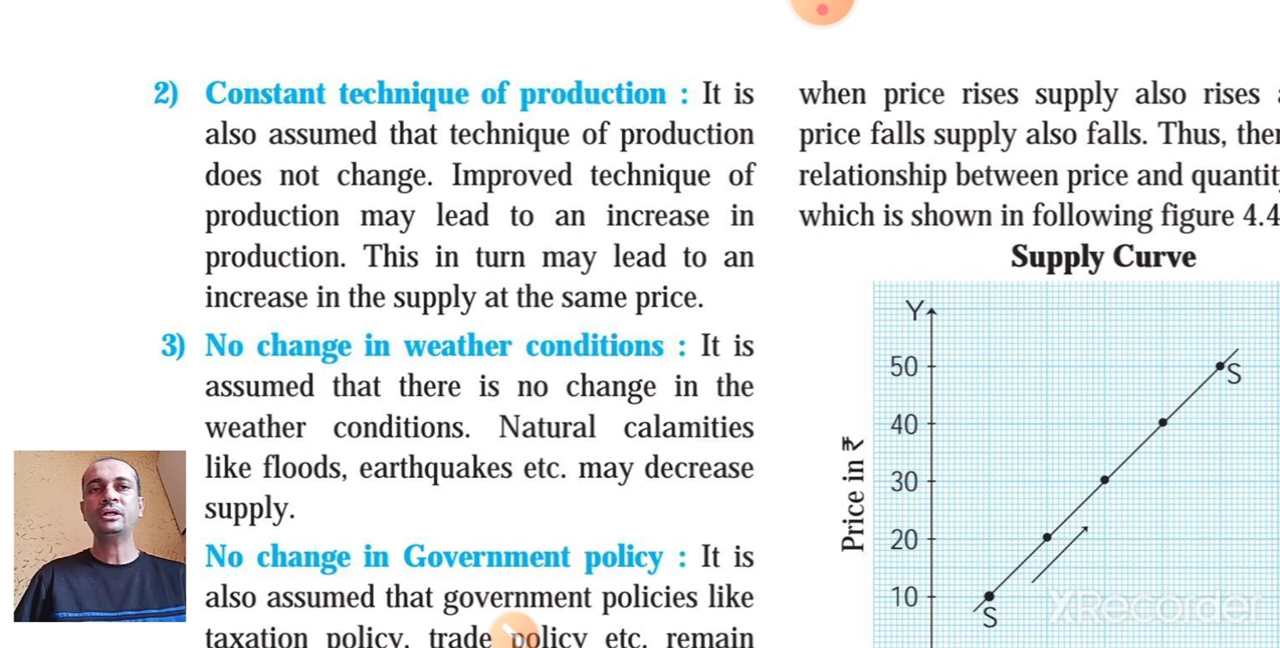 2) Constant technique of production : It is
also assumed that technique of production
does not change. Improved technique of
production may lead to an increase in
production. This in turn may lead to an
increase in the supply at the same price.
3) No change in weather conditions : It is
assumed that there is no change in the
weather conditions. Natural calamities
like floods, earthquakes etc. may decrease
supply.
No change in Government policy : It is
also assumed that government policies like
taxation policy, trade policy etc. remain
when price rises supply also rises
price falls supply also falls. Thus,
relationship between price and
which is shown in following figure 4.4
Supply Curve
Y
50
40
30
20
10
Price in ₹
S
S
XRecorder